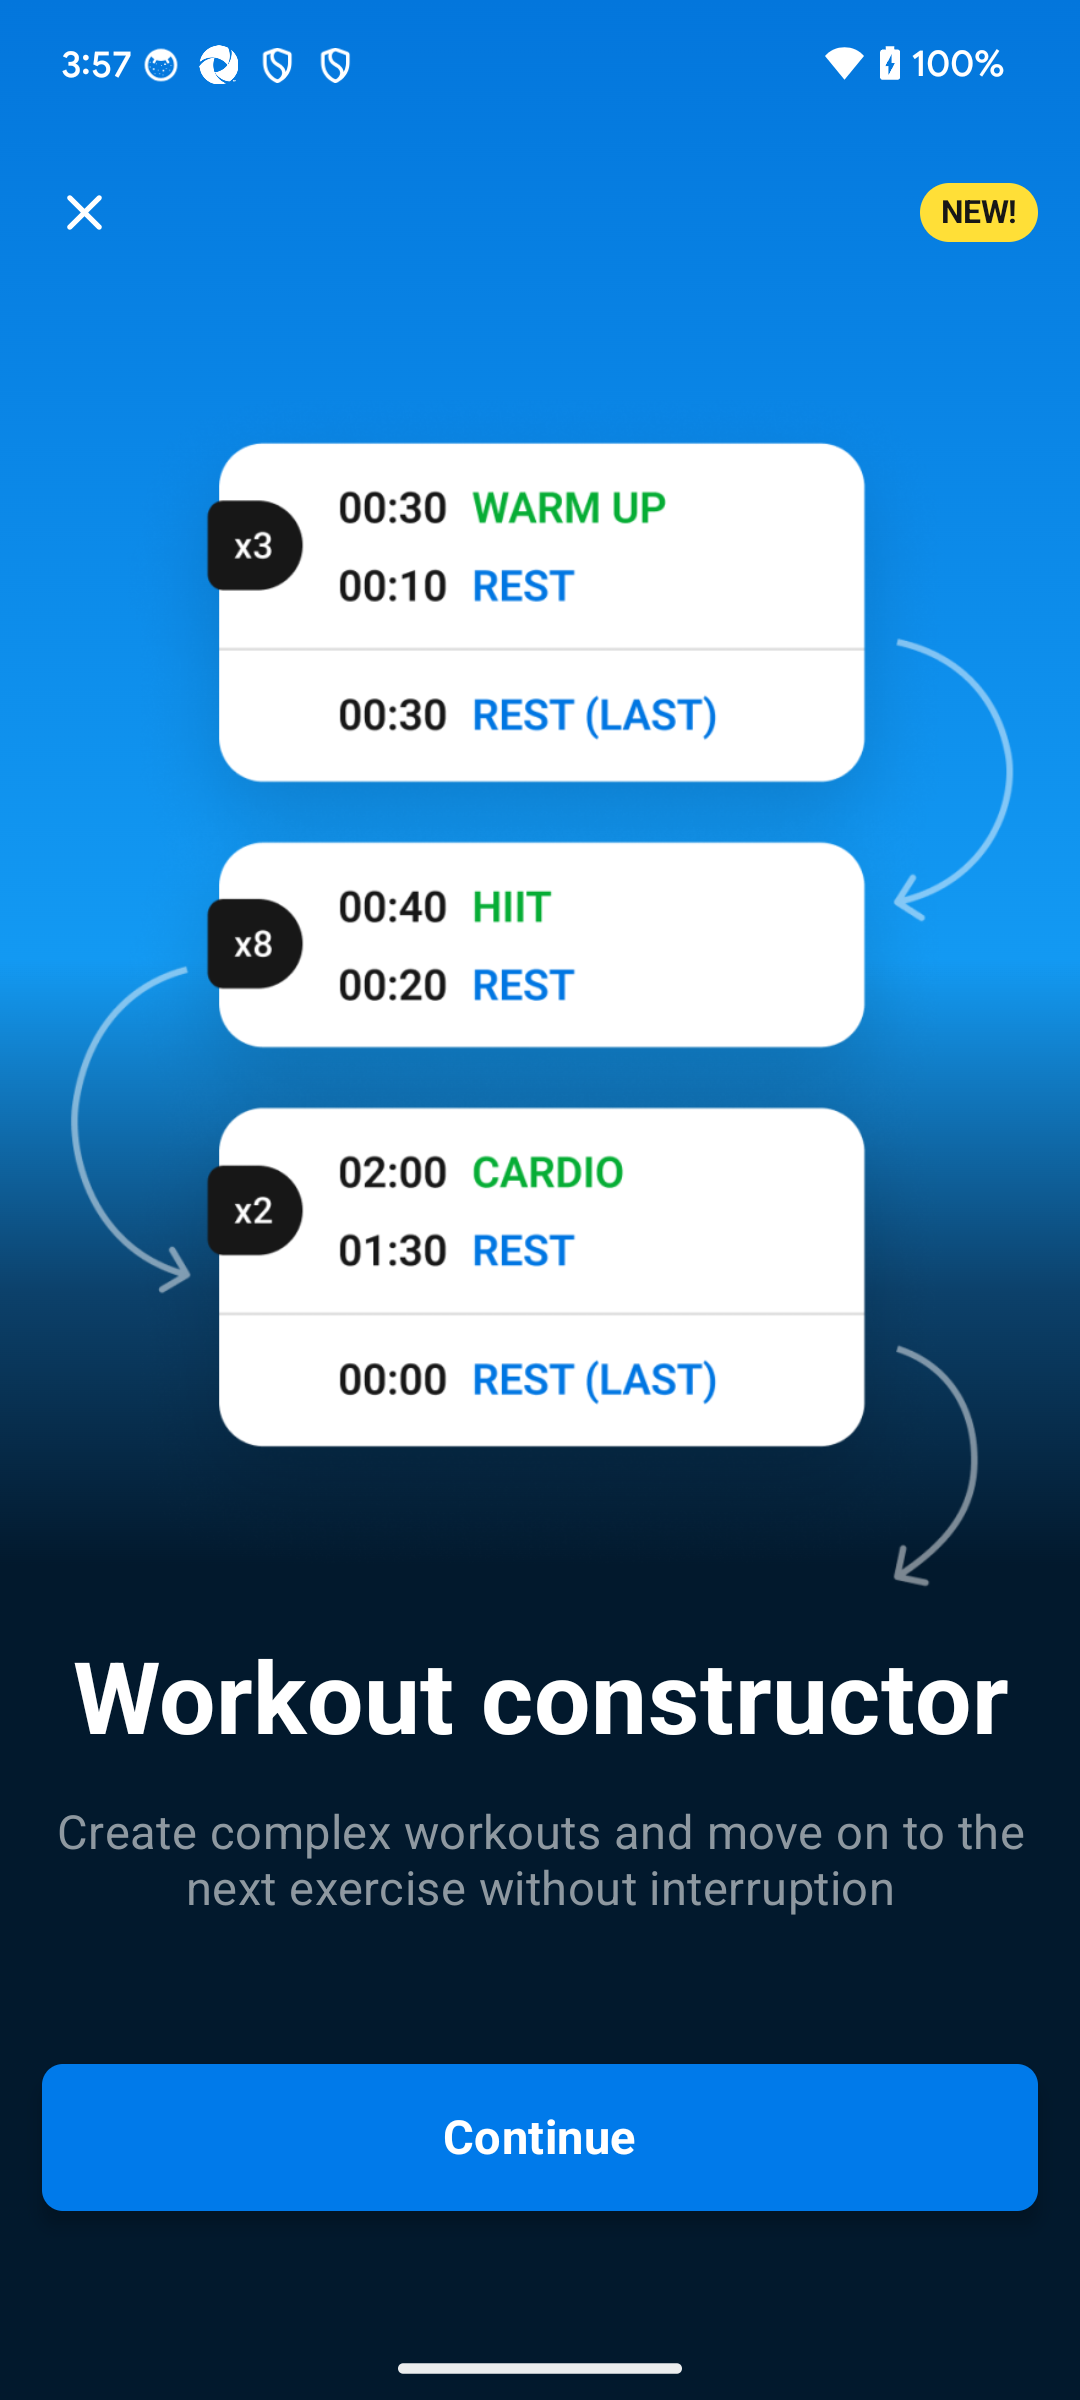 3:57 100%
NEW!
x3
00:30 WARM UP
00:10 REST
00:30 REST (LAST)
x8
00:40 HIIT
00:20 REST
x2
02:00 CARDIO
01:30 REST
00:00 REST (LAST)
Workout constructor
Create complex workouts and move on to the
next exercise without interruption
Continue